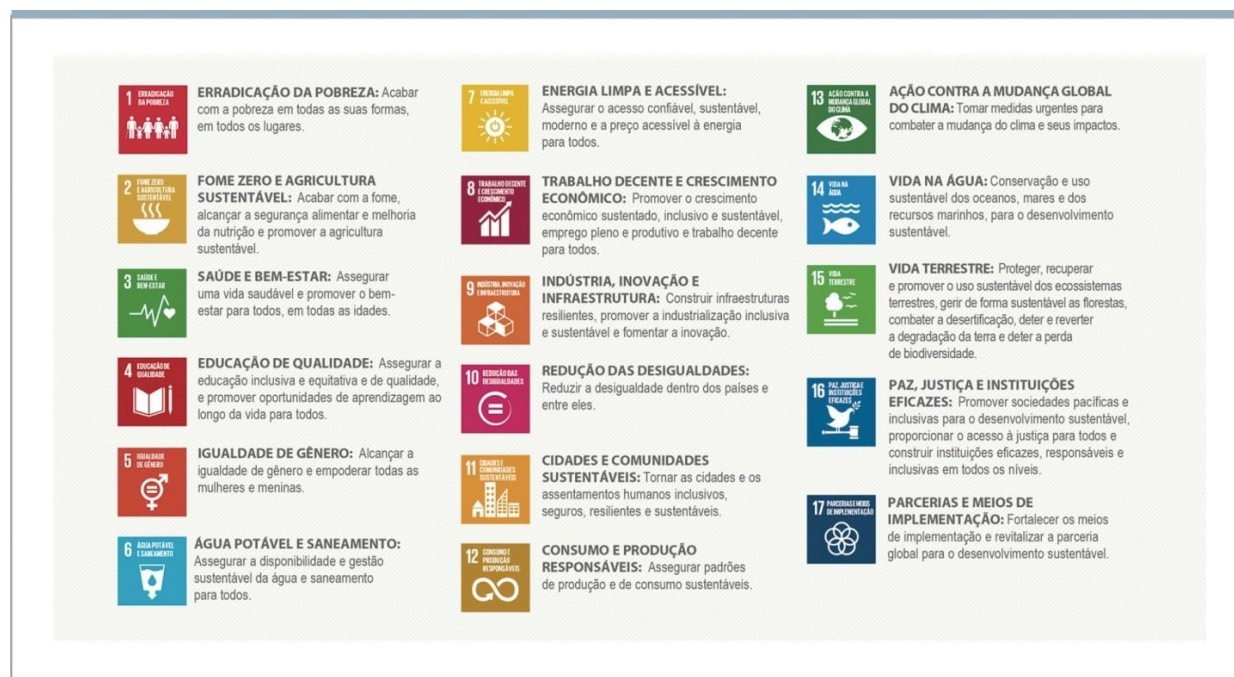 1 ERRADICAÇÃO
DA POBREZA
ERRADICAÇÃO DA POBREZA: Acabar
com a pobreza em todas as suas formas,
em todos os lugares.
2 FOME ZERO
E AGRICULTURA
SUSTENTÁVEL
FOME ZERO E AGRICULTURA
SUSTENTÁVEL: Acabar com a fome,
alcançar a segurança alimentar e melhoria
da nutrição e promover a agricultura
sustentável.
3 SAÚDE E
BEM-ESTAR
SAÚDE E BEM-ESTAR: Assegurar
uma vida saudável e promover o bem-
estar para todos, em todas as idades.
4 EDUCAÇÃO DE
QUALIDADE
EDUCAÇÃO DE QUALIDADE: Assegurar a
educação inclusiva e equitativa e de qualidade,
e promover oportunidades de aprendizagem ao
longo da vida para todos.
5 IGUALDADE
DE GÊNERO
IGUALDADE DE GÊNERO: Alcançar a
igualdade de gênero e empoderar todas as
mulheres e meninas.
6 ÁGUA POTÁVEL
E SANEAMENTO
ÁGUA POTÁVEL E SANEAMENTO:
Assegurar a disponibilidade e gestão
sustentável da água e saneamento
para todos.
7 ENERGIA LIMPA
E ACESSÍVEL
ENERGIA LIMPA E ACESSÍVEL:
Assegurar o acesso confiável, sustentável,
moderno e a preço acessível à energia
para todos.
8 TRABALHO DECENTE
E CRESCIMENTO
ECONÔMICO
TRABALHO DECENTE E CRESCIMENTO
ECONÔMICO: Promover o crescimento
econômico sustentado, inclusivo e sustentável,
emprego pleno e produtivo e trabalho decente
para todos.
9 INDÚSTRIA, INOVAÇÃO
E INFRAESTRUTURA
INDÚSTRIA, INOVAÇÃO E
INFRAESTRUTURA: Construir infraestruturas
resilientes, promover a industrialização inclusiva
e sustentável e fomentar a inovação.
10 REDUÇÃO DAS
DESIGUALDADES
REDUÇÃO DAS DESIGUALDADES:
Reduzir a desigualdade dentro dos países e
entre eles.
11 CIDADES E
COMUNIDADES
SUSTENTÁVEIS
CIDADES E COMUNIDADES
SUSTENTÁVEIS: Tornar as cidades e os
assentamentos humanos inclusivos,
seguros, resilientes e sustentáveis.
12 CONSUMO E
PRODUÇÃO
RESPONSÁVEIS
CONSUMO E PRODUÇÃO
RESPONSÁVEIS: Assegurar padrões
de produção e de consumo sustentáveis.
13 AÇÃO CONTRA A
MUDANÇA GLOBAL
DO CLIMA
AÇÃO CONTRA A MUDANÇA GLOBAL
DO CLIMA: Tomar medidas urgentes para
combater a mudança do clima e seus impactos.
14 VIDA NA
ÁGUA
VIDA NA ÁGUA: Conservação e uso
sustentável dos oceanos, mares e dos
recursos marinhos, para o desenvolvimento
sustentável.
15 VIDA
TERRESTRE
VIDA TERRESTRE: Proteger, recuperar
e promover o uso sustentável dos ecossistemas
terrestres, gerir de forma sustentável as florestas,
combater a desertificação, deter e reverter
a degradação da terra e deter a perda
de biodiversidade.
16 PAZ, JUSTIÇA E
INSTITUIÇÕES
EFICAZES
PAZ, JUSTIÇA E INSTITUIÇÕES
EFICAZES: Promover sociedades pacíficas e
inclusivas para o desenvolvimento sustentável,
proporcionar o acesso à justiça para todos e
construir instituições eficazes, responsáveis e
inclusivas em todos os níveis.
17 PARCERIAS E MEIOS
DE IMPLEMENTAÇÃO
PARCERIAS E MEIOS DE
IMPLEMENTAÇÃO: Fortalecer os meios
de implementação e revitalizar a parceria
global para o desenvolvimento sustentável.